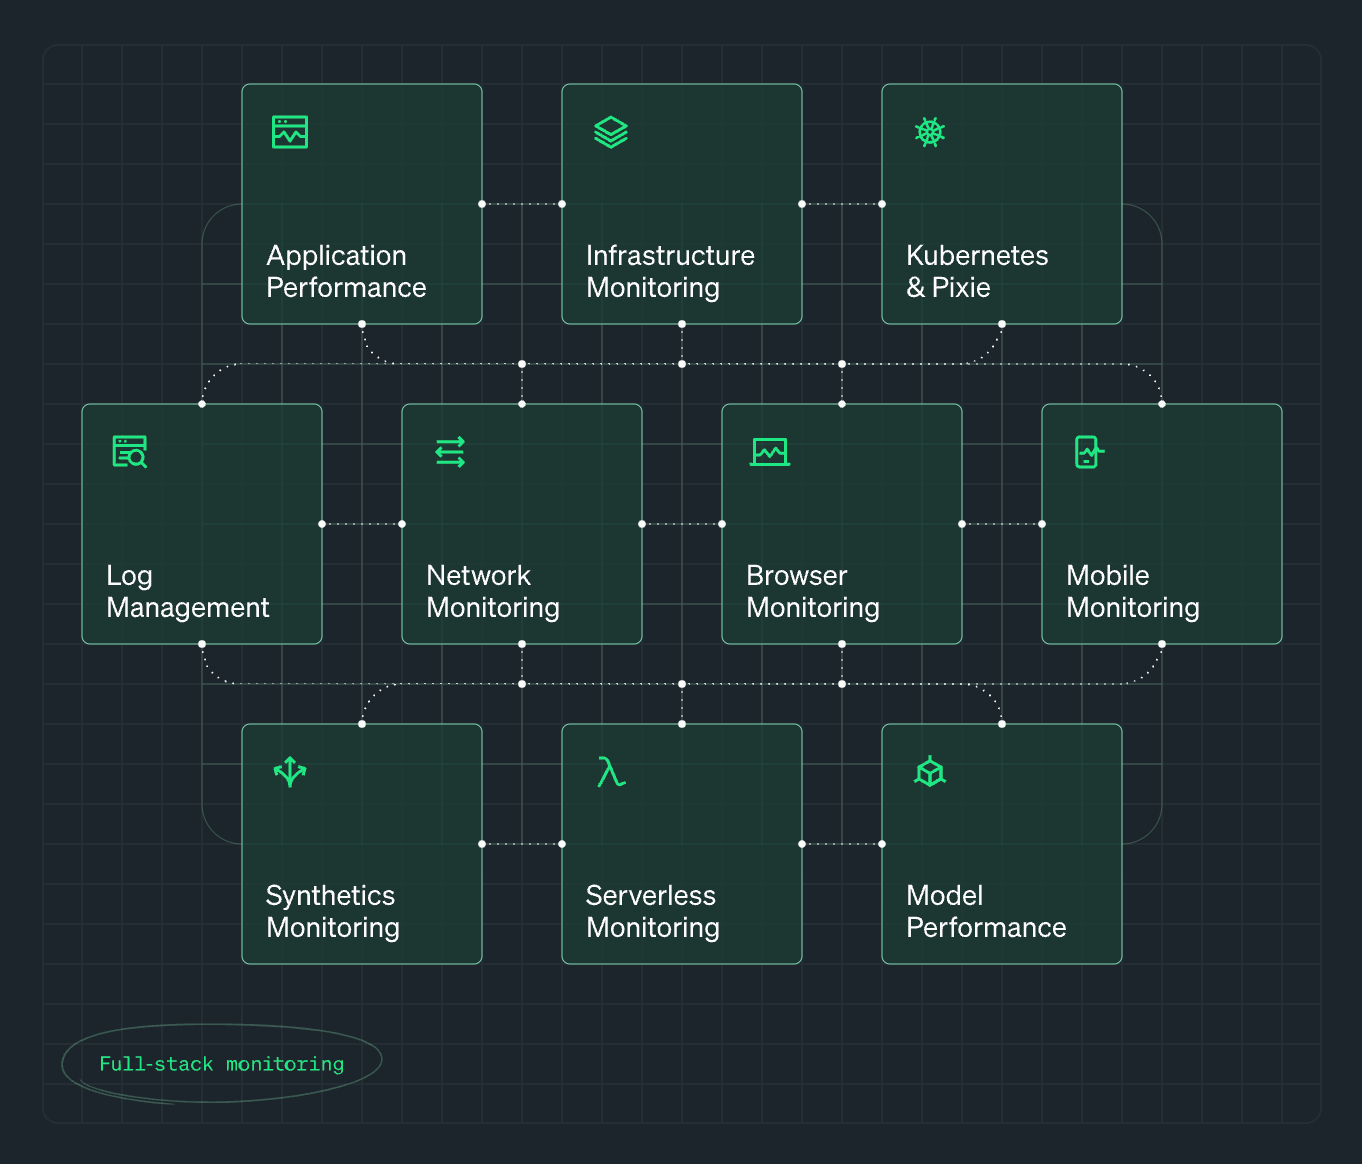 Application
Performance
Infrastructure
Monitoring
Kubernetes
& Pixie
Log
Management
Network
Monitoring
Browser
Monitoring
Mobile
Monitoring
Synthetics
Monitoring
Serverless
Monitoring
Model
Performance
Full-stack monitoring